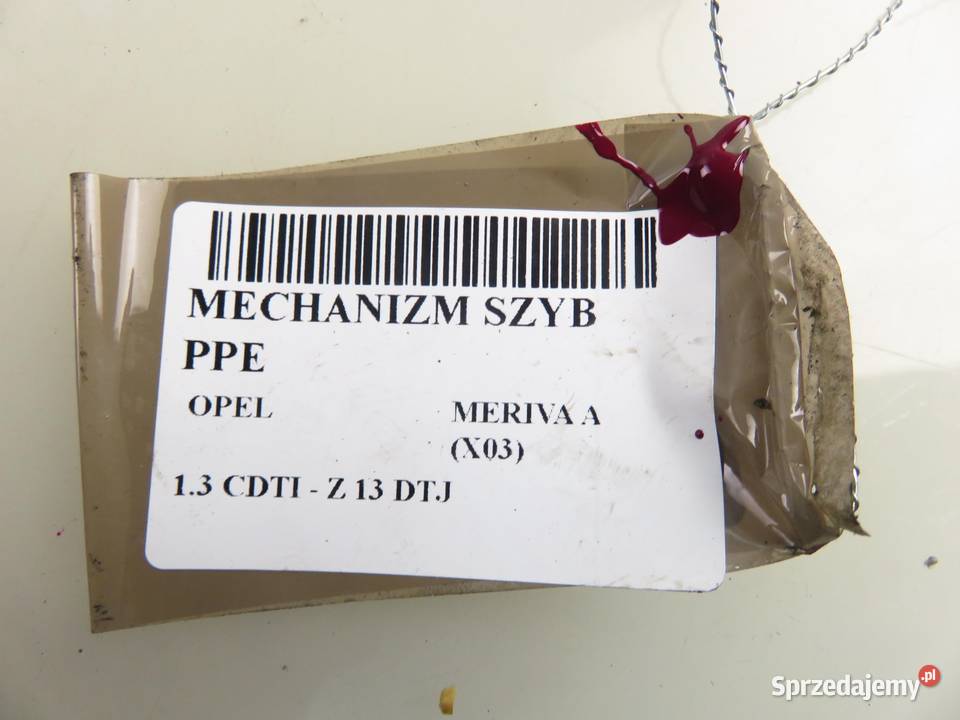 MECHANIZM SZYB
PPE
OPEL MERIVA A
(X03)
1.3 CDTI - Z 13 DTJ
Sprzedajemy.pl